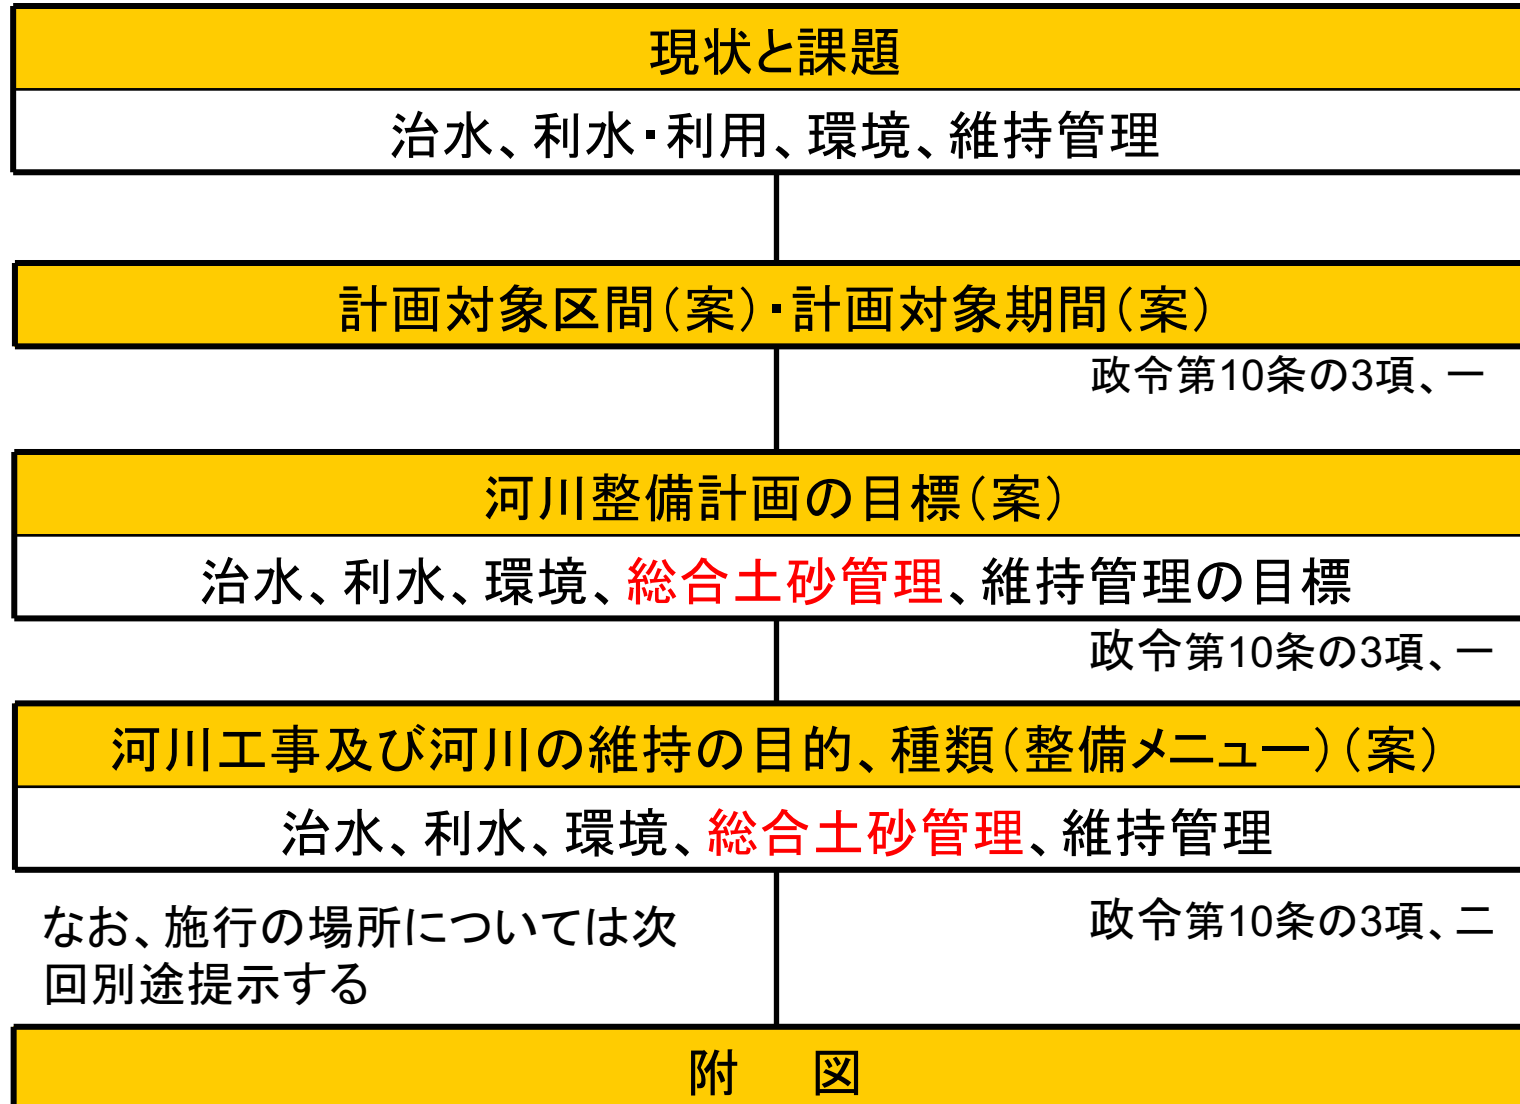 現状と課題
治水、利水・利用、環境、維持管理
計画対象区間（案）・計画対象期間（案）
政令第10条の3項、一
河川整備計画の目標（案）
治水、利水、環境、総合土砂管理、維持管理の目標
政令第10条の3項、一
河川工事及び河川の維持の目的、種類（整備メニュー）（案）
治水、利水、環境、総合土砂管理、維持管理
なお、施行の場所については次
回別途提示する
政令第10条の3項、二
附　図